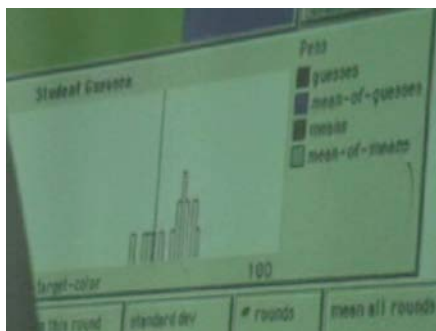 Student Guesses
Pens
guesses
mean-of-guesses
means
mean-of-means
target-color
100
this round
standard dev
# rounds
mean all rounds